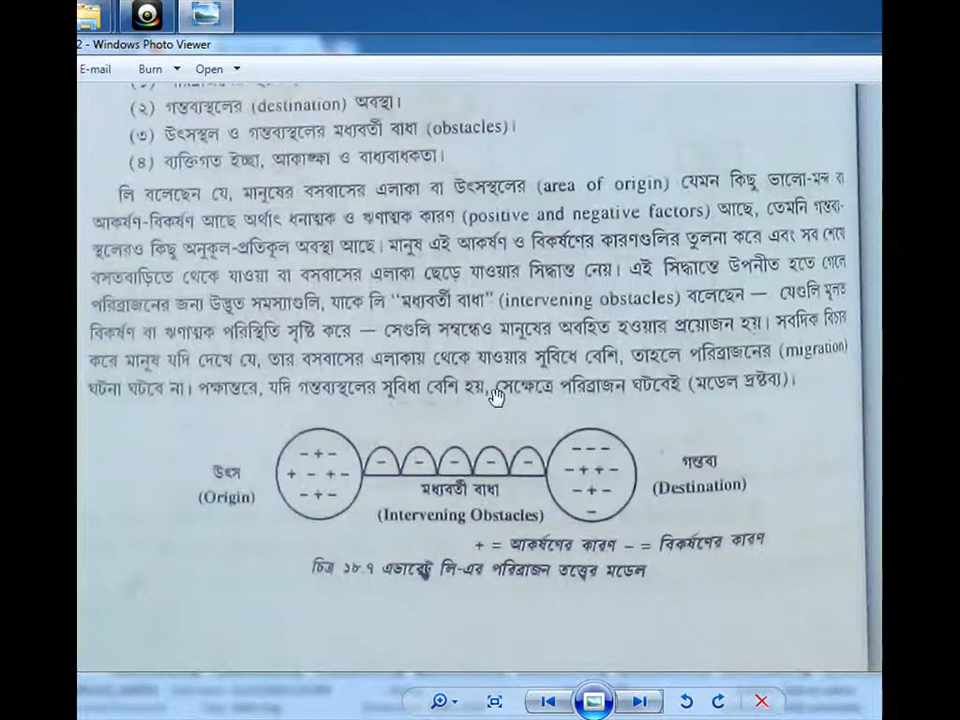 2 - Windows Photo Viewer
E-mail Burn Open
(২) গন্তব্যস্থলের (destination) অবস্থা।
(৩) উৎসস্থল ও গন্তব্যস্থলের মধ্যবর্তী বাধা (obstacles)।
(৪) ব্যক্তিগত ইচ্ছা, আকাঙ্ক্ষা ও বাধ্যবাধকতা।
লি বলেছেন যে, মানুষের বসবাসের এলাকা বা উৎসস্থলের (area of origin) যেমন কিছু ভালো-মন্দ বা
আকর্ষণ-বিকর্ষণ আছে অর্থাৎ ধনাত্মক ও ঋণাত্মক কারণ (positive and negative factors) আছে, তেমনি গন্তব্য-
স্থলেরও কিছু অনুকূল-প্রতিকূল অবস্থা আছে। মানুষ এই আকর্ষণ ও বিকর্ষণের কারণগুলির তুলনা করে এবং সব শেষে
বসতবাড়িতে থেকে যাওয়া বা বসবাসের এলাকা ছেড়ে যাওয়ার সিদ্ধান্ত নেয়। এই সিদ্ধান্তে উপনীত হতে গেলে
পরিব্রাজনের জন্য উদ্ভূত সমস্যাগুলি, যাকে লি “মধ্যবর্তী বাধা” (intervening obstacles) বলেছেন — যেগুলি মূলত
বিকর্ষণ বা ঋণাত্মক পরিস্থিতি সৃষ্টি করে — সেগুলি সম্বন্ধেও মানুষের অবহিত হওয়ার প্রয়োজন হয়। সবদিক বিচার
করে মানুষ যদি দেখে যে, তার বসবাসের এলাকায় থেকে যাওয়ার সুবিধে বেশি, তাহলে পরিব্রাজনের (migration)
ঘটনা ঘটবে না। পক্ষান্তরে, যদি গন্তব্যস্থলের সুবিধা বেশি হয়, সেক্ষেত্রে পরিব্রাজন ঘটবেই (মডেল দ্রষ্টব্য)।
উৎস
(Origin)
- + -
+ - + -
- + -
- - - - -
মধ্যবর্তী বাধা
(Intervening Obstacles)
- - -
- + + -
- + -
-
গন্তব্য
(Destination)
+ = আকর্ষণের কারণ - = বিকর্ষণের কারণ
চিত্র ১৮.৭ এভারেট লি-এর পরিব্রাজন তত্ত্বের মডেল